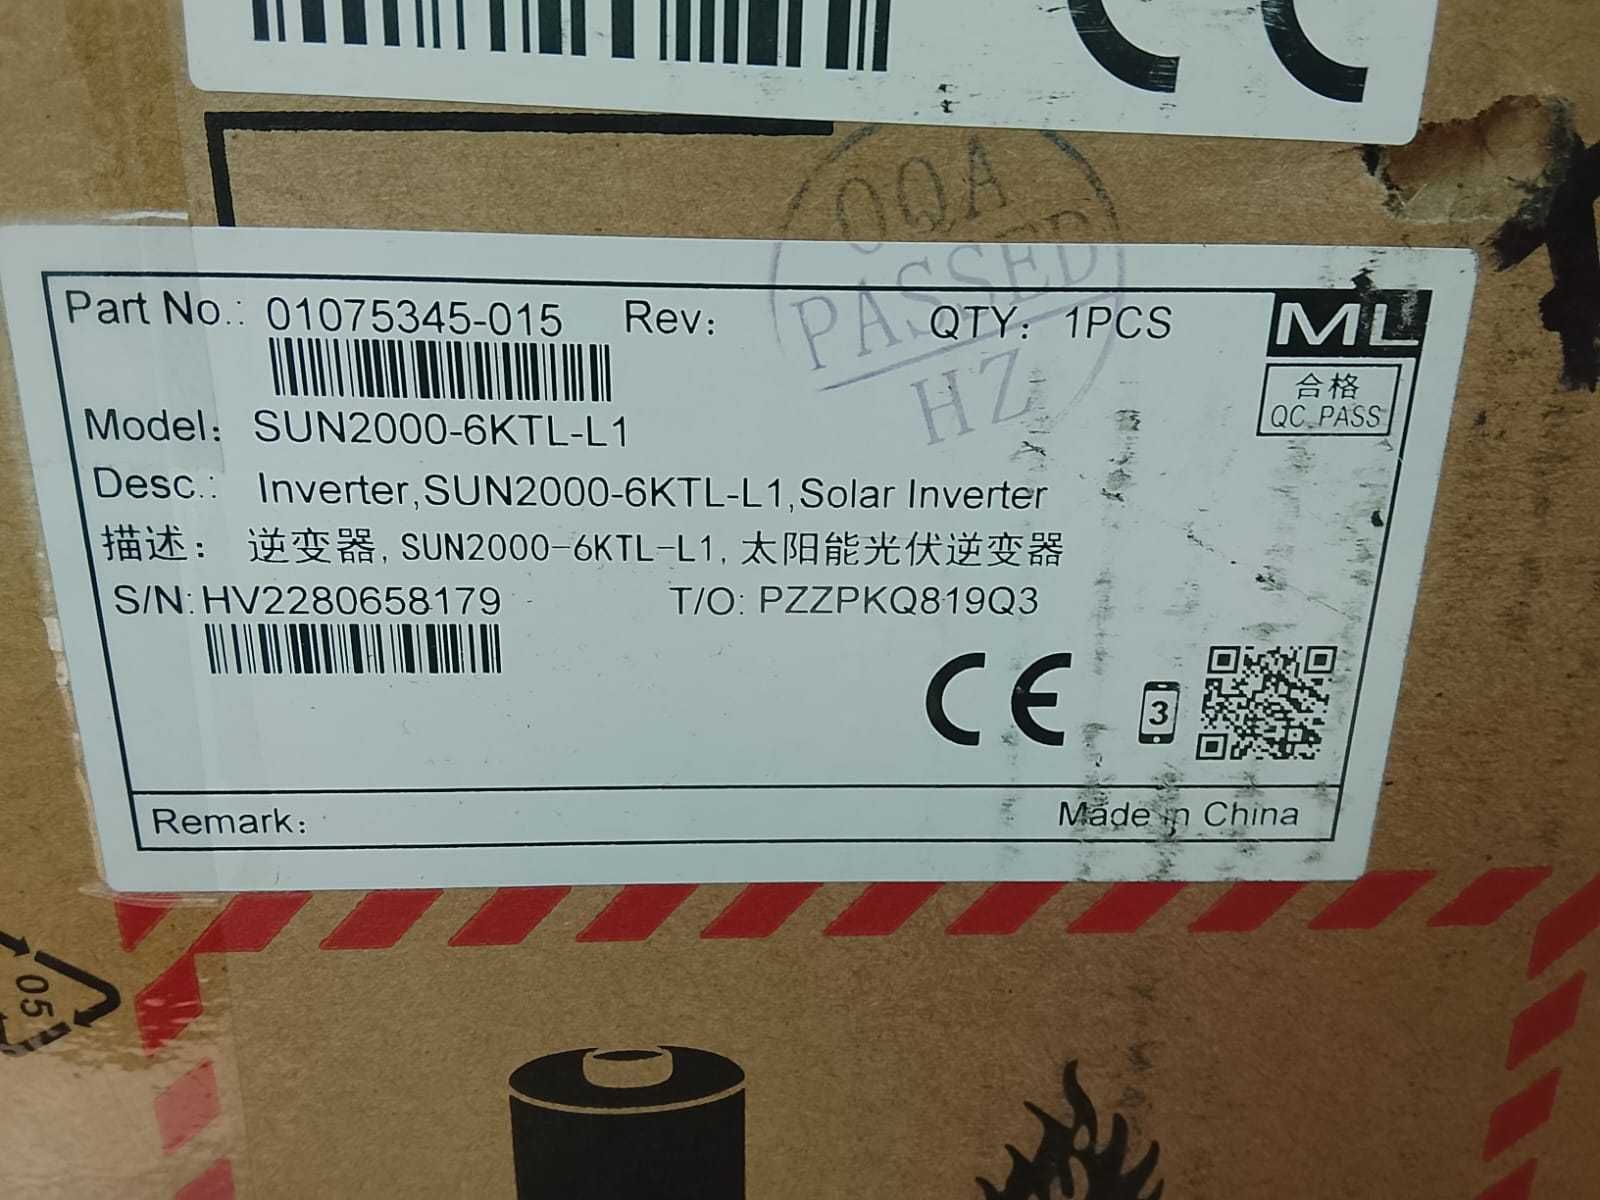 OQA
PASSED
HZ
Part No.: 01075345-015 Rev: QTY: 1PCS ML
合格
QC PASS
Model: SUN2000-6KTL-L1
Desc.: Inverter,SUN2000-6KTL-L1,Solar Inverter
描述: 逆变器, SUN2000-6KTL-L1, 太阳能光伏逆变器
S/N: HV2280658179 T/O: PZZPKQ819Q3
CE 3
Remark: Made in China
05